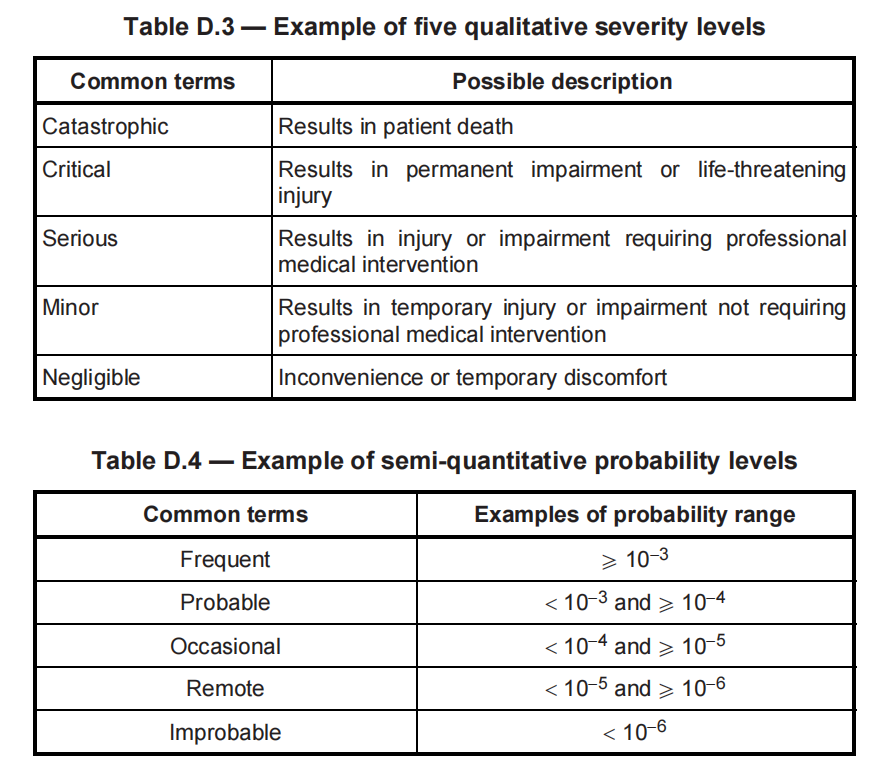 Table D.3 — Example of five qualitative severity levels
Common terms Possible description
Catastrophic Results in patient death
Critical Results in permanent impairment or life-threatening
injury
Serious Results in injury or impairment requiring professional
medical intervention
Minor Results in temporary injury or impairment not requiring
professional medical intervention
Negligible Inconvenience or temporary discomfort
Table D.4 — Example of semi-quantitative probability levels
Common terms Examples of probability range
Frequent ⩾ 10⁻³
Probable < 10⁻³ and ⩾ 10⁻⁴
Occasional < 10⁻⁴ and ⩾ 10⁻⁵
Remote < 10⁻⁵ and ⩾ 10⁻⁶
Improbable < 10⁻⁶